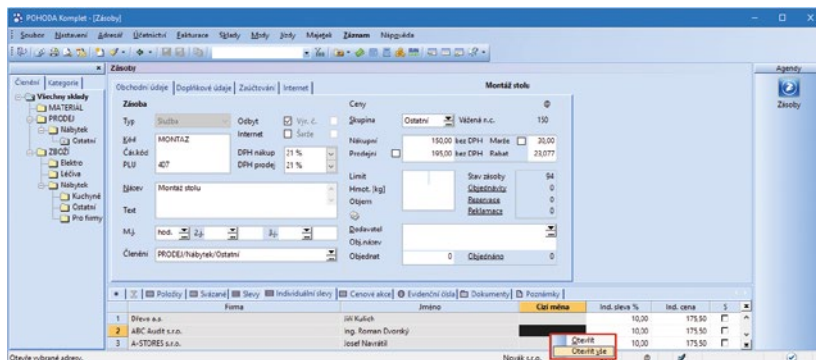 POHODA Komplet - [Zásoby]
Soubor Nastavení Adresář Účetnictví Fakturace Sklady Mzdy Jízdy Majetek Záznam Nápověda
Zásoby
Agendy
Zásoby
Členění Kategorie
Všechny sklady
MATERIÁL
PRODEJ
Nábytek
Ostatní
ZBOŽÍ
Elektro
Léčiva
Nábytek
Kuchyně
Ostatní
Pro firmy
Obchodní údaje Doplňkové údaje Zaúčtování Internet
Montáž stolu
Zásoba
Typ Služba Odbyt Výr. č.
Internet Šarže
Kód MONTAZ
Čár.kód DPH nákup 21 %
PLU 407 DPH prodej 21 %
Název Montáž stolu
Text
M.j. hod. 2.j. 3.j.
Členění PRODEJ/Nábytek/Ostatní
Ceny
Skupina Ostatní Vážená n.c. 150
Nákupní 150,00 bez DPH Marže 30,00
Prodejní 195,00 bez DPH Rabat 23,077
Limit Stav zásoby 94
Hmot. [kg] Objednávky 0
Objem Rezervace 0
Reklamace 0
Dodavatel
Obj.název
Objednat 0 Objednáno 0
Položky Svázané Slevy Individuální slevy Cenové akce Evidenční čísla Dokumenty Poznámky
Firma Jméno Cizí měna Ind. sleva % Ind. cena S
1 Dřevo a.s. Jiří Kulich 10,00 175,50
2 ABC Audit s.r.o. Ing. Roman Dvorský 10,00 175,50
3 A-STORES s.r.o. Josef Navrátil 10,00 175,50
Otevřít
Otevřít vše
Otevře vybrané adresy.
Novák s.r.o.